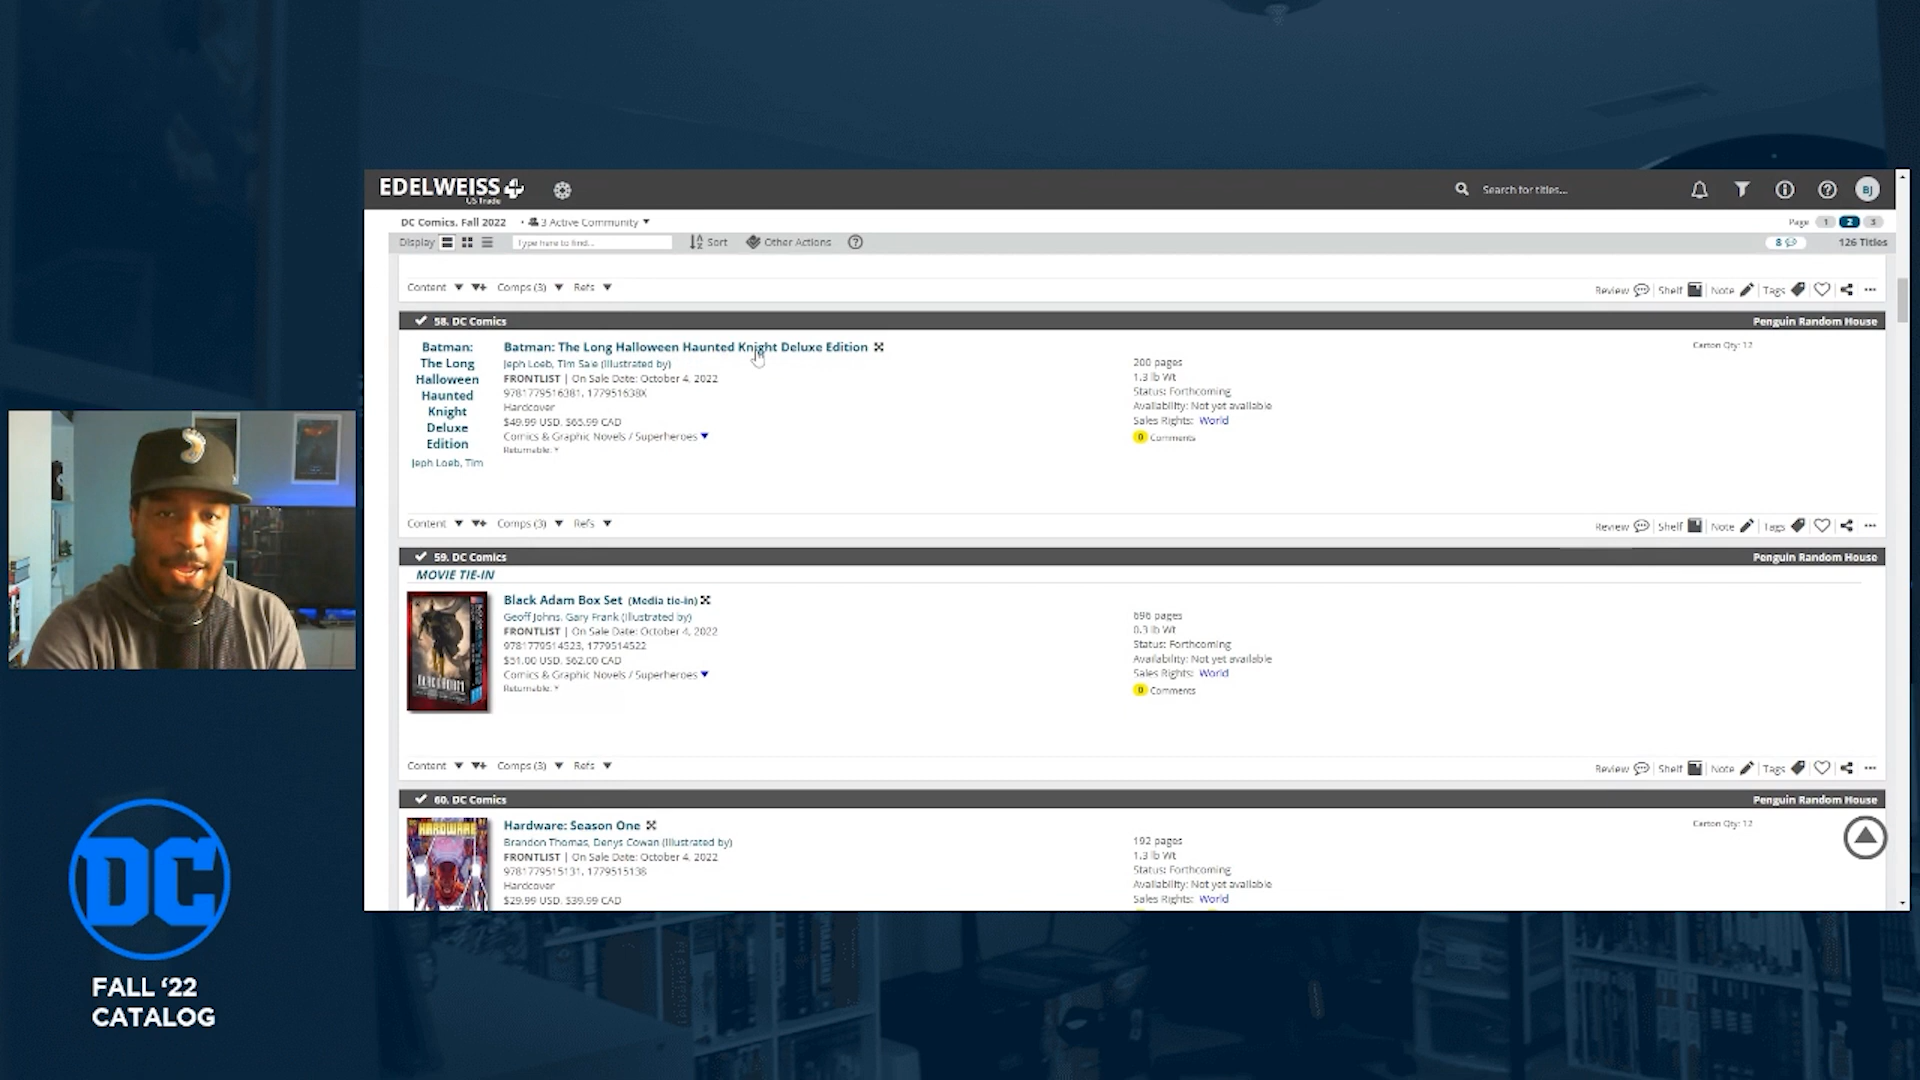 EDELWEISS
US Trade
Search for titles...
BJ
DC Comics, Fall 2022 • 3 Active Community
Page 1 2 3
Display Type here to find... Sort Other Actions
8 126 Titles
Content Comps (3) Refs
Review Shelf Note Tags
58. DC Comics Penguin Random House
Batman:
The Long
Halloween
Haunted
Knight
Deluxe
Edition
Jeph Loeb, Tim
Batman: The Long Halloween Haunted Knight Deluxe Edition
Jeph Loeb, Tim Sale (Illustrated by)
FRONTLIST | On Sale Date: October 4, 2022
9781779516381, 177951638X
Hardcover
$49.99 USD, $65.99 CAD
Comics & Graphic Novels / Superheroes
Returnable: Y
200 pages
1.3 lb Wt
Status: Forthcoming
Availability: Not yet available
Sales Rights: World
0 Comments
Carton Qty: 12
Content Comps (3) Refs
Review Shelf Note Tags
59. DC Comics Penguin Random House
MOVIE TIE-IN
BLACK ADAM
Black Adam Box Set (Media tie-in)
Geoff Johns, Gary Frank (Illustrated by)
FRONTLIST | On Sale Date: October 4, 2022
9781779514523, 1779514522
$51.00 USD, $62.00 CAD
Comics & Graphic Novels / Superheroes
Returnable: Y
696 pages
0.3 lb Wt
Status: Forthcoming
Availability: Not yet available
Sales Rights: World
0 Comments
Content Comps (3) Refs
Review Shelf Note Tags
60. DC Comics Penguin Random House
HARDWARE
Hardware: Season One
Brandon Thomas, Denys Cowan (Illustrated by)
FRONTLIST | On Sale Date: October 4, 2022
9781779515131, 1779515138
Hardcover
$29.99 USD, $39.99 CAD
192 pages
1.3 lb Wt
Status: Forthcoming
Availability: Not yet available
Sales Rights: World
Carton Qty: 12
DC
FALL ‘22
CATALOG